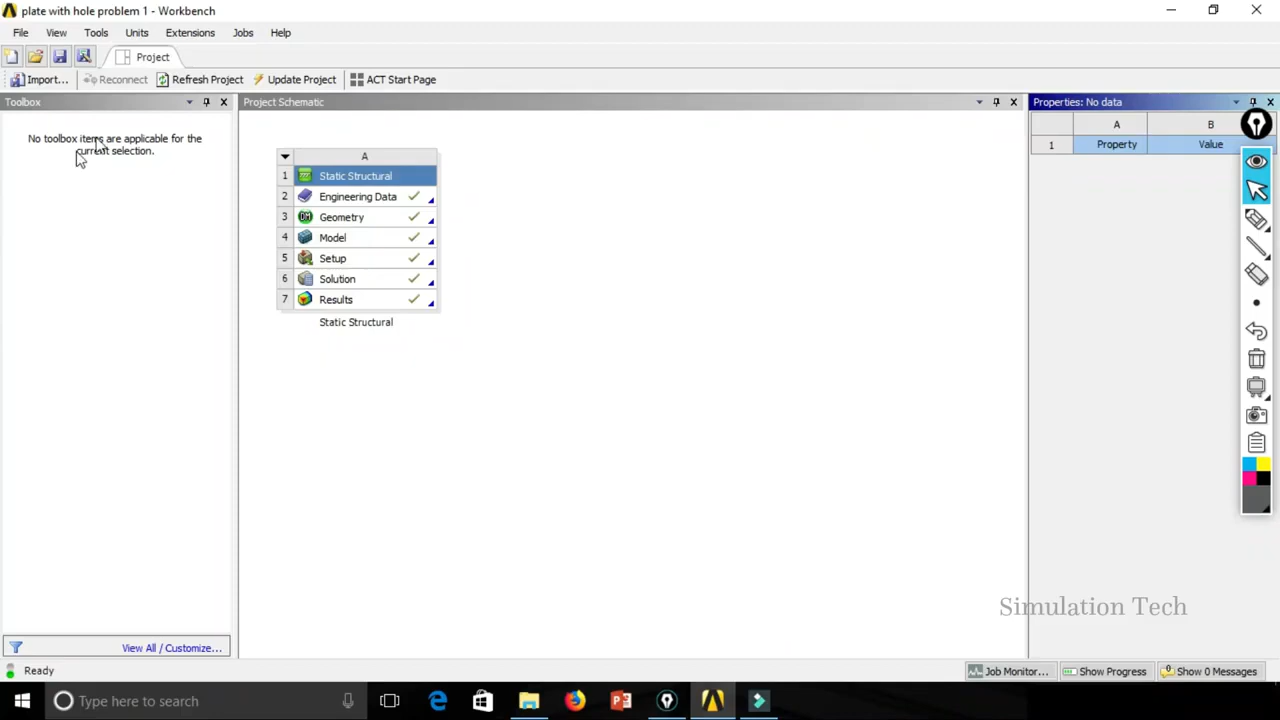 plate with hole problem 1 - Workbench
File View Tools Units Extensions Jobs Help
Project
Import... Reconnect Refresh Project Update Project ACT Start Page
Toolbox
No toolbox items are applicable for the
current selection.
View All / Customize...
Project Schematic
A
1 Static Structural
2 Engineering Data
3 Geometry
4 Model
5 Setup
6 Solution
7 Results
Static Structural
Properties: No data
A B
1 Property Value
Simulation Tech
Ready
Job Monitor... Show Progress Show 0 Messages
Type here to search